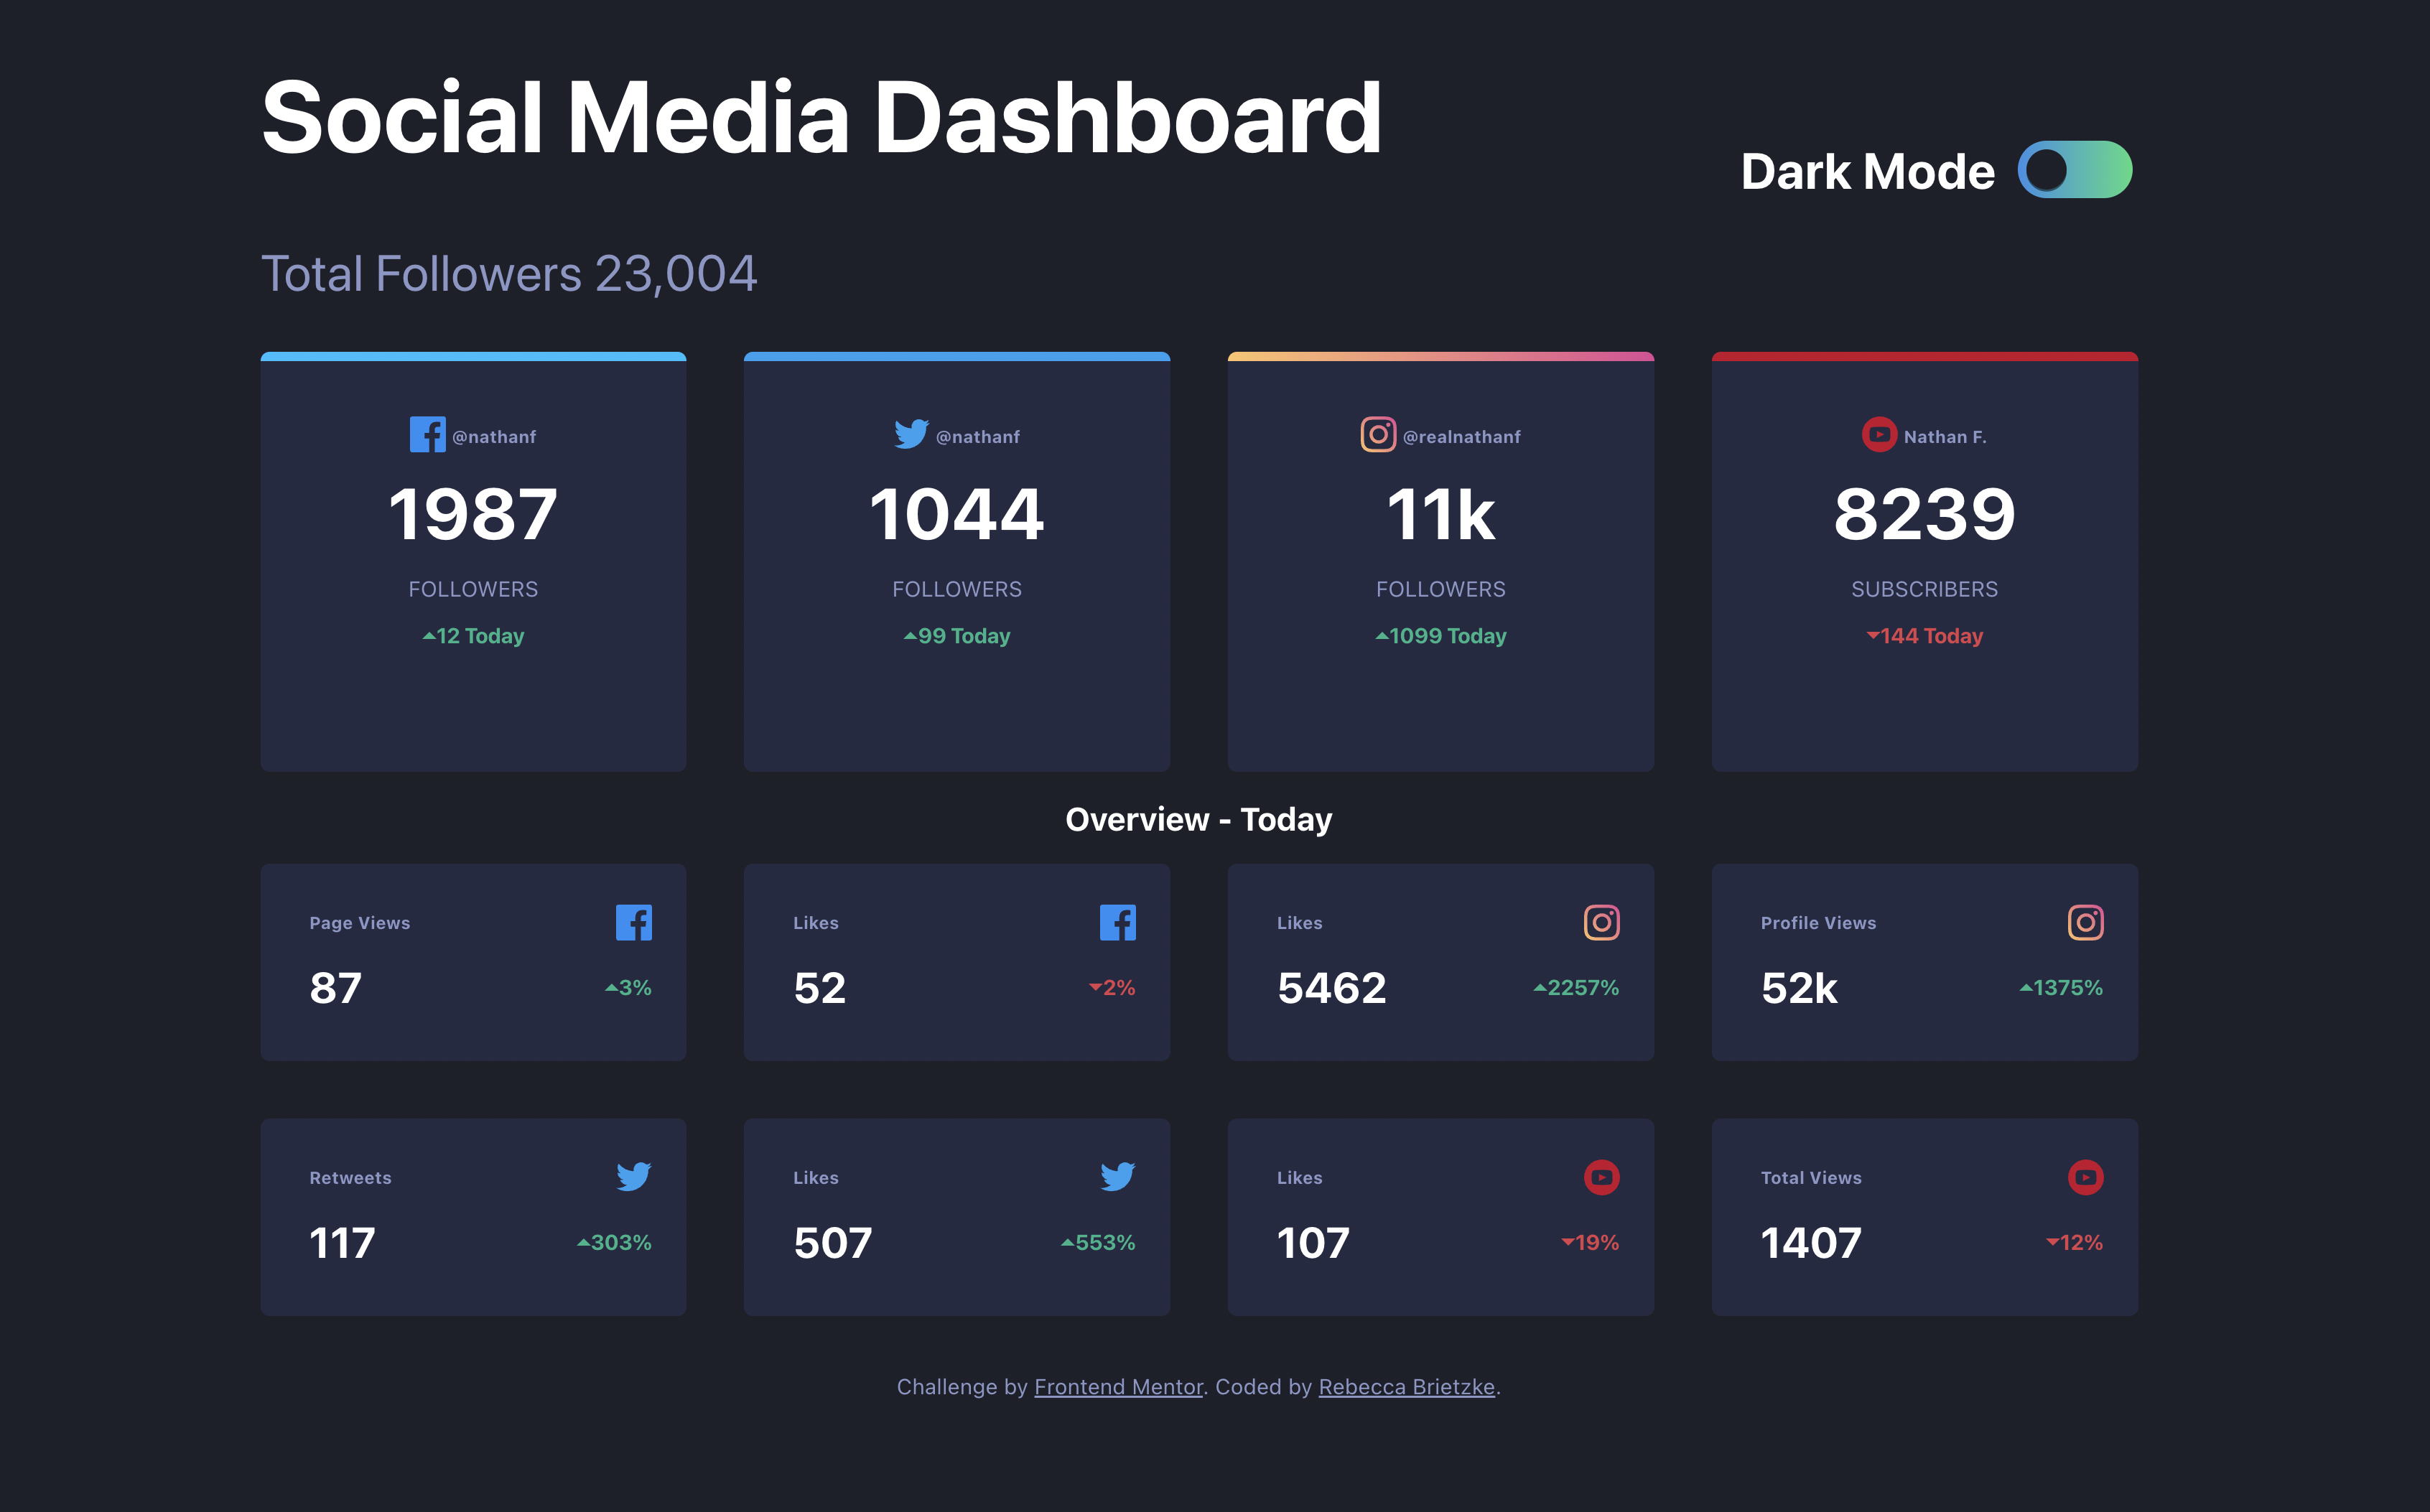 Social Media Dashboard
Dark Mode
Total Followers 23,004
@nathanf
1987
FOLLOWERS
12 Today
@nathanf
1044
FOLLOWERS
99 Today
@realnathanf
11k
FOLLOWERS
1099 Today
Nathan F.
8239
SUBSCRIBERS
144 Today
Overview - Today
Page Views
87
3%
Likes
52
2%
Likes
5462
2257%
Profile Views
52k
1375%
Retweets
117
303%
Likes
507
553%
Likes
107
19%
Total Views
1407
12%
Challenge by Frontend Mentor. Coded by Rebecca Brietzke.